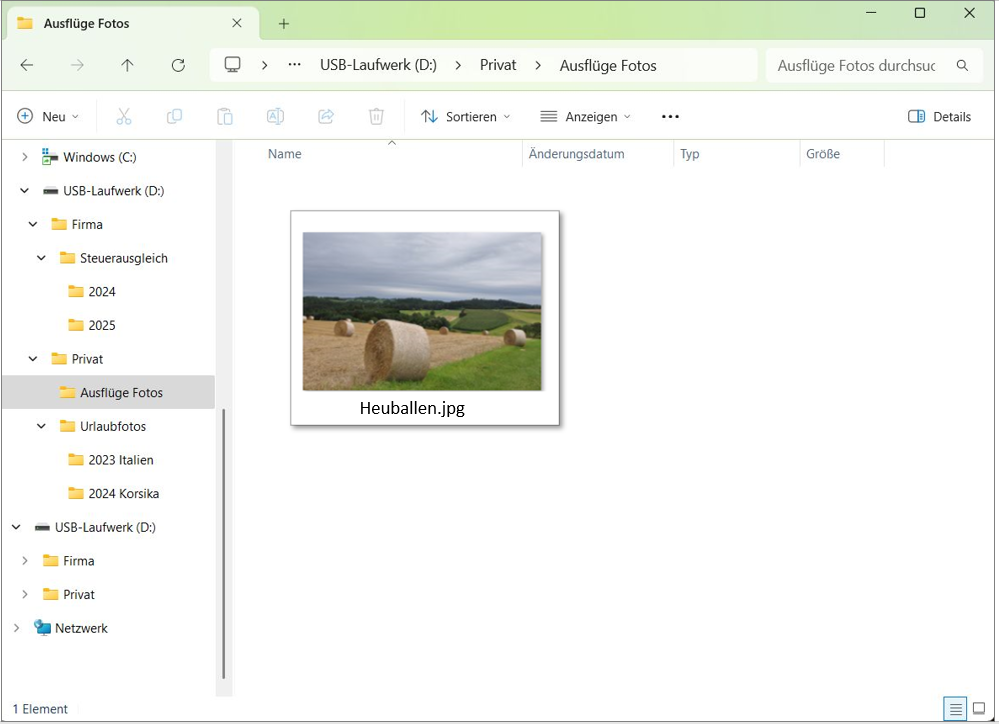 Ausflüge Fotos
USB-Laufwerk (D:) Privat Ausflüge Fotos
Ausflüge Fotos durchsuc
Neu Sortieren Anzeigen Details
Name Änderungsdatum Typ Größe
Windows (C:)
USB-Laufwerk (D:)
Firma
Steuerausgleich
2024
2025
Privat
Ausflüge Fotos
Urlaubfotos
2023 Italien
2024 Korsika
USB-Laufwerk (D:)
Firma
Privat
Netzwerk
Heuballen.jpg
1 Element